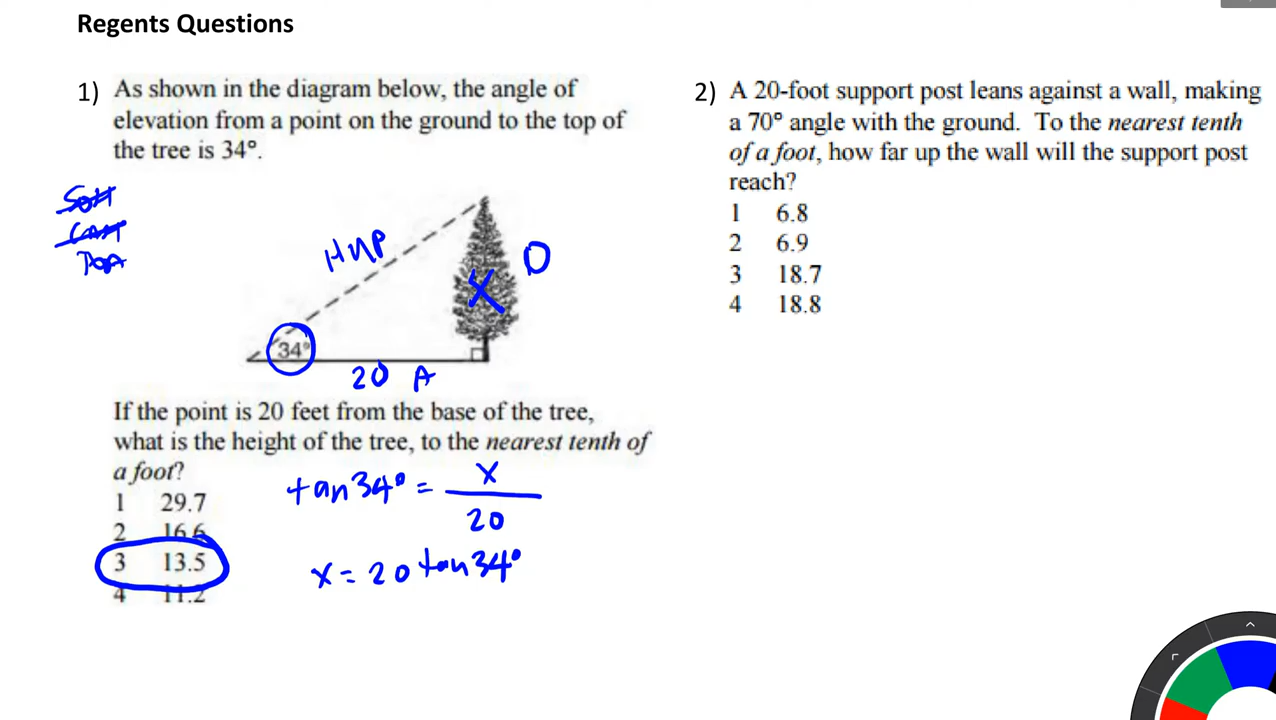 Regents Questions
1) As shown in the diagram below, the angle of
elevation from a point on the ground to the top of
the tree is 34°.
SOH
CAH
TOA
HYP
O
X
34°
20 A
If the point is 20 feet from the base of the tree,
what is the height of the tree, to the nearest tenth of
a foot?
1 29.7
2 16.6
3 13.5
4 11.2
tan34° = x
20
x = 20 tan34°
2) A 20-foot support post leans against a wall, making
a 70° angle with the ground. To the nearest tenth
of a foot, how far up the wall will the support post
reach?
1 6.8
2 6.9
3 18.7
4 18.8